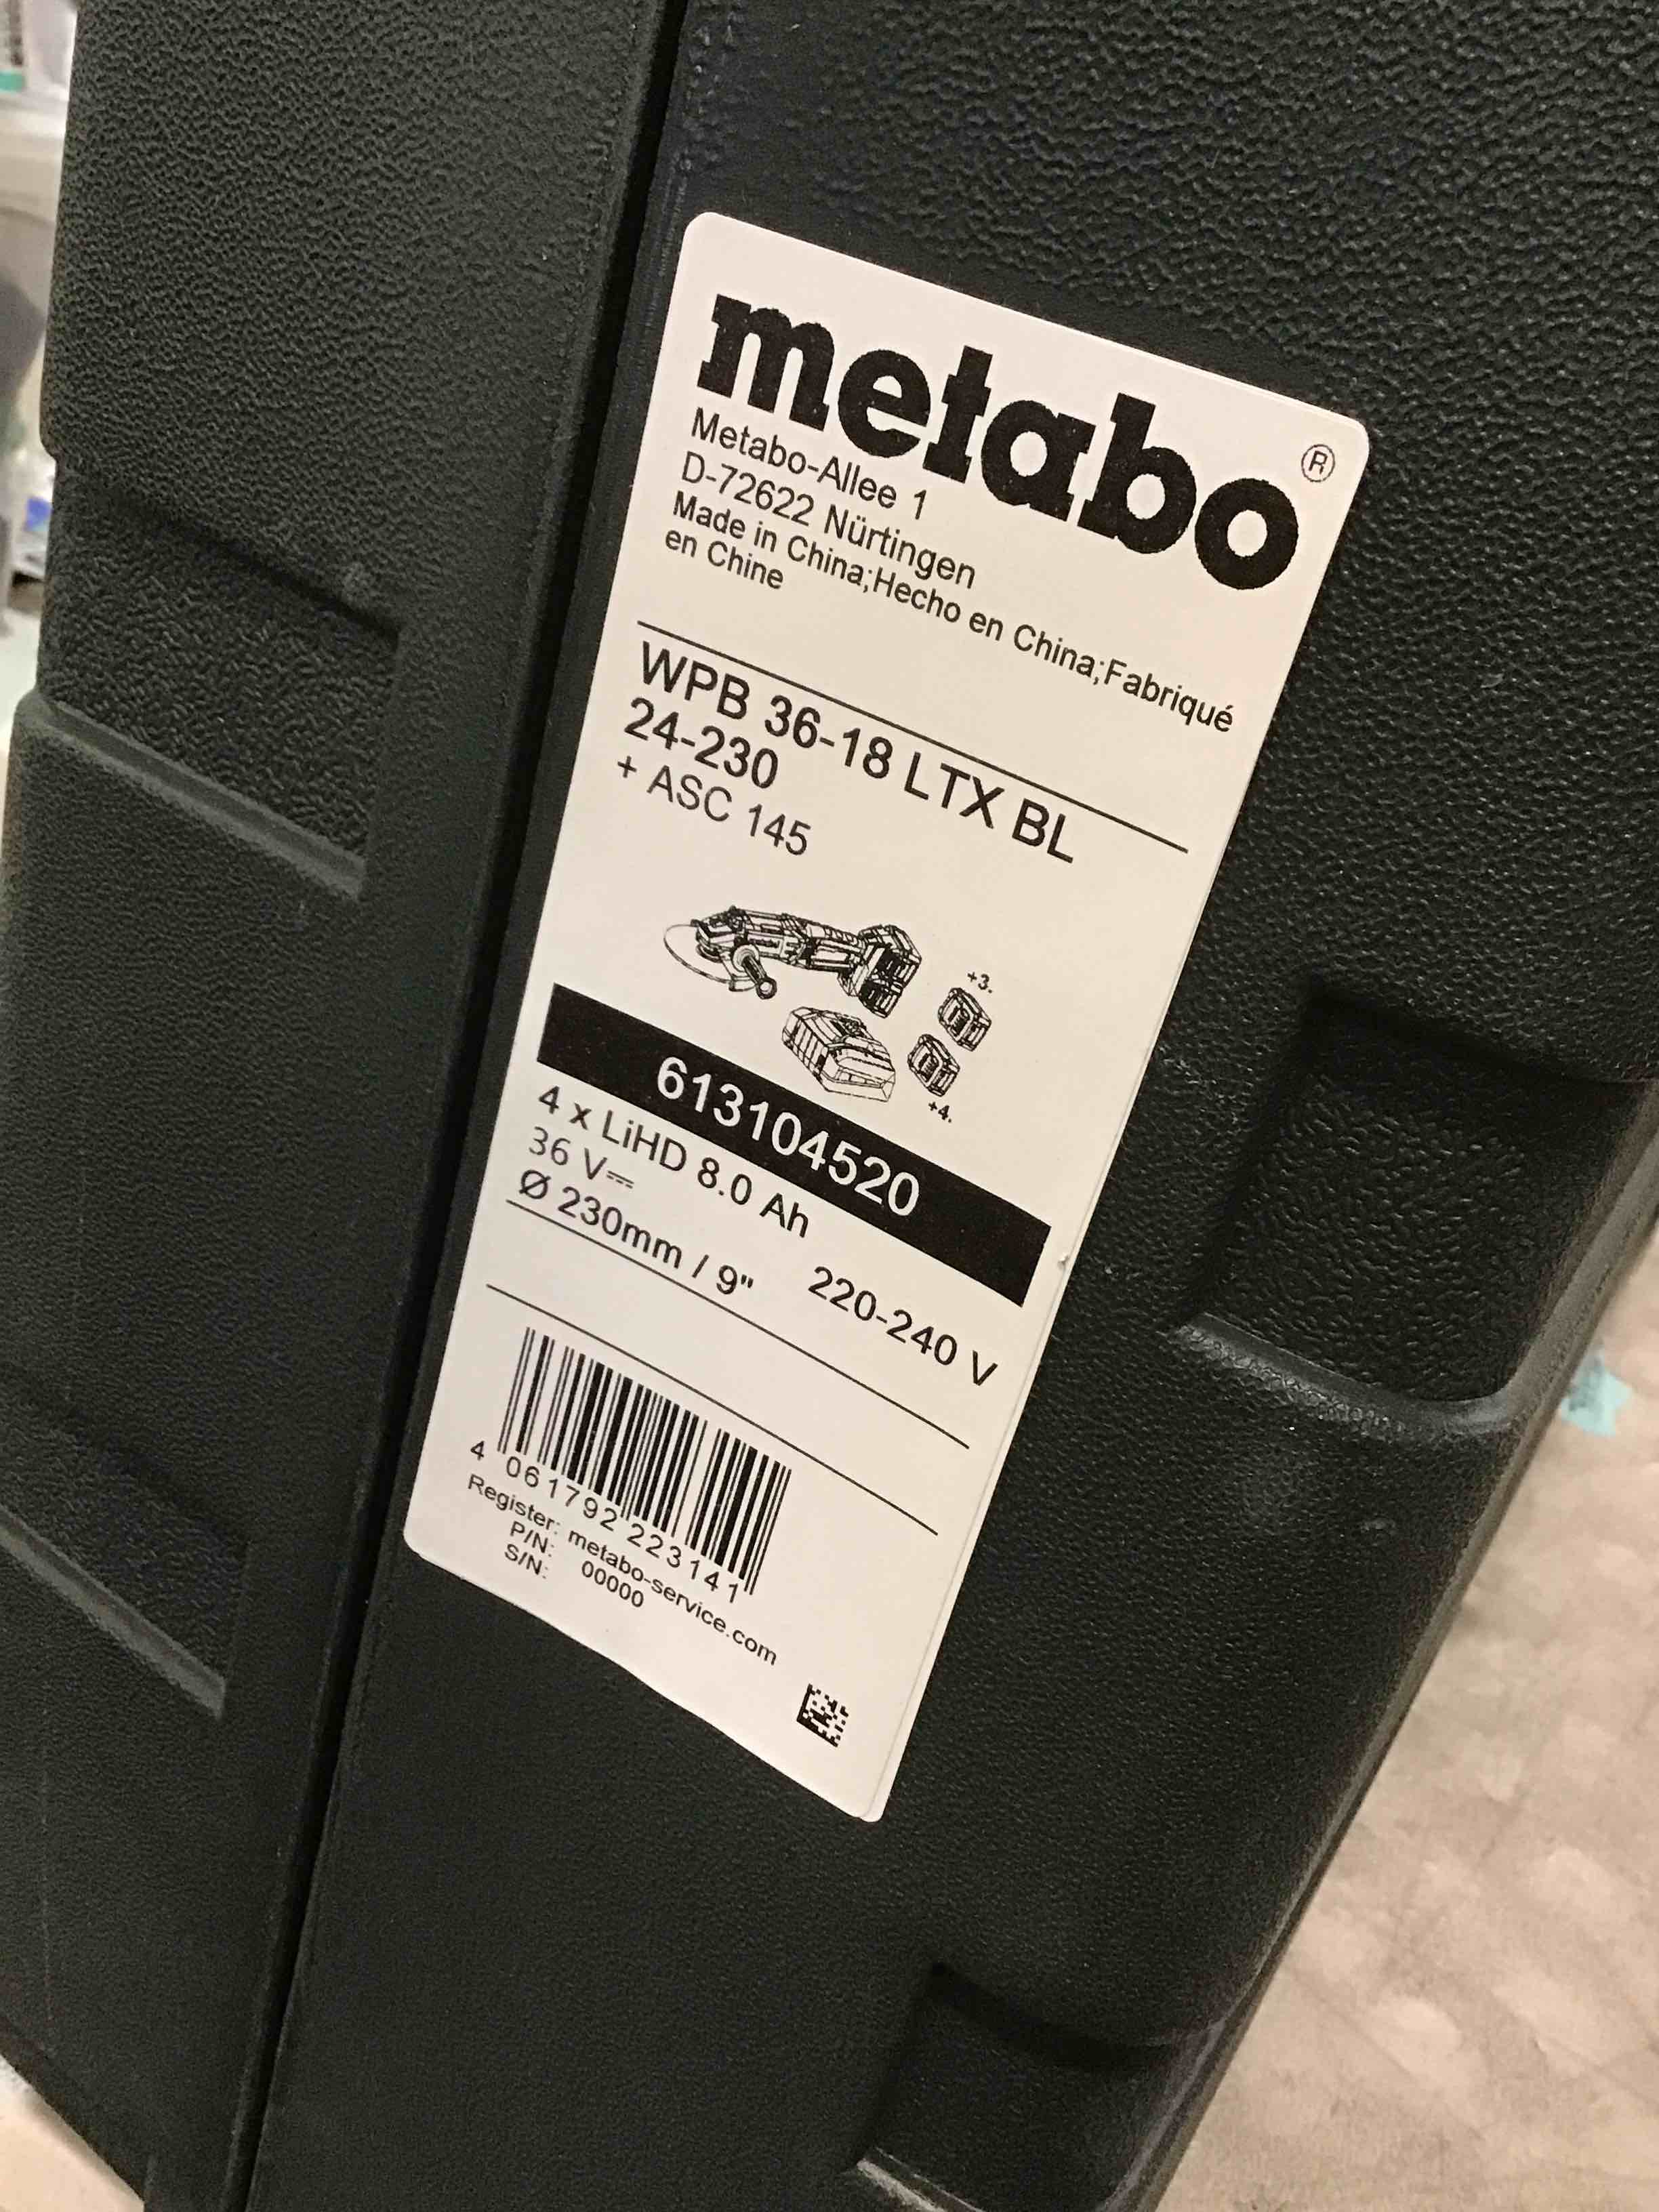 metabo®
Metabo-Allee 1
D-72622 Nürtingen
Made in China;Hecho en China;Fabriqué
en Chine
WPB 36-18 LTX BL
24-230
+ ASC 145
+3.
+4.
613104520
4 x LiHD 8.0 Ah
36 V⎓ 220-240 V
Ø 230mm / 9"
4 061792 223141
Register: metabo-service.com
P/N: 00000
S/N: